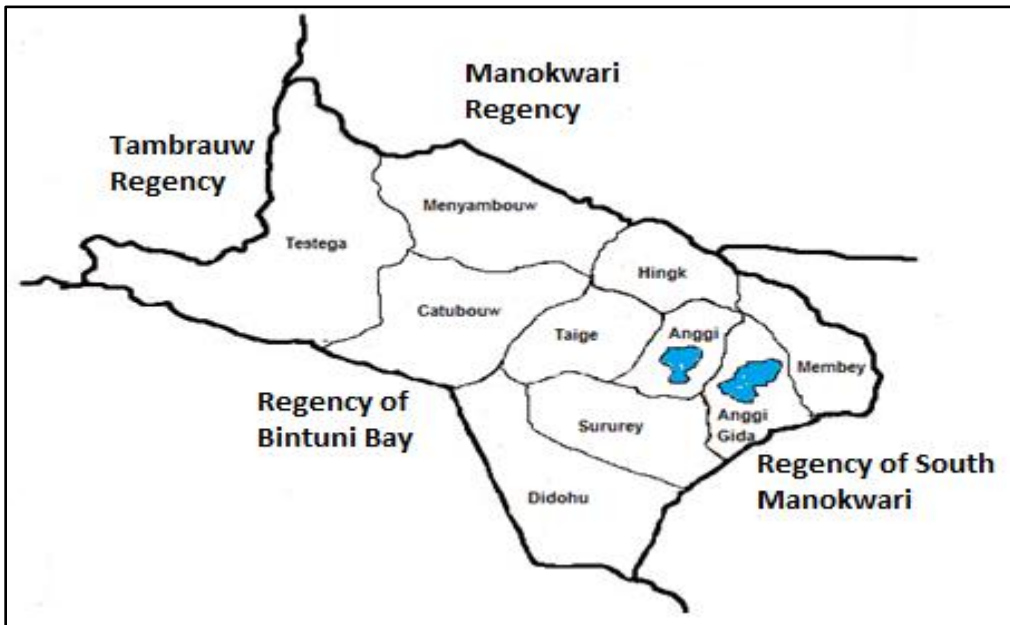 Manokwari
Regency
Tambrauw
Regency
Menyambouw
Testega
Hingk
Catubouw
Taige
Anggi
Membey
Regency of
Bintuni Bay
Sururey
Anggi
Gida
Regency of South
Manokwari
Didohu